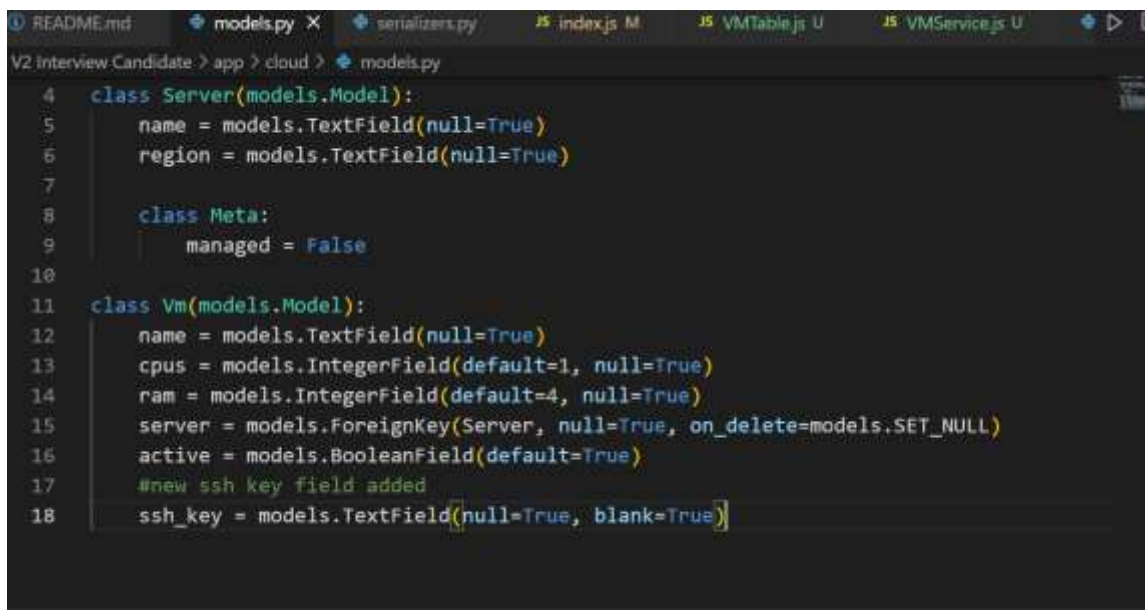 README.md models.py X serializers.py JS index.js M JS VMTable.js U JS VMService.js U
V2 Interview Candidate > app > cloud > models.py
4 class Server(models.Model):
5 name = models.TextField(null=True)
6 region = models.TextField(null=True)
7
8 class Meta:
9 managed = False
10
11 class Vm(models.Model):
12 name = models.TextField(null=True)
13 cpus = models.IntegerField(default=1, null=True)
14 ram = models.IntegerField(default=4, null=True)
15 server = models.ForeignKey(Server, null=True, on_delete=models.SET_NULL)
16 active = models.BooleanField(default=True)
17 #new ssh key field added
18 ssh_key = models.TextField(null=True, blank=True)